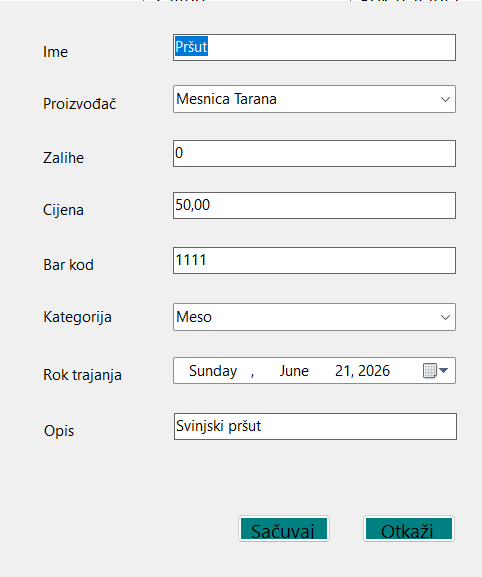 Ime Pršut
Proizvođač Mesnica Tarana
Zalihe 0
Cijena 50,00
Bar kod 1111
Kategorija Meso
Rok trajanja Sunday , June 21, 2026
Opis Svinjski pršut
Sačuvaj Otkaži